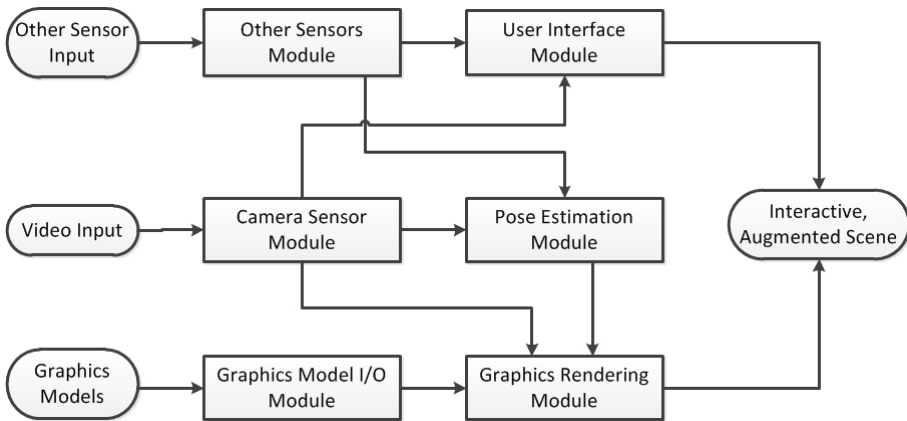 Other Sensor
Input
Other Sensors
Module
User Interface
Module
Video Input
Camera Sensor
Module
Pose Estimation
Module
Interactive,
Augmented Scene
Graphics
Models
Graphics Model I/O
Module
Graphics Rendering
Module